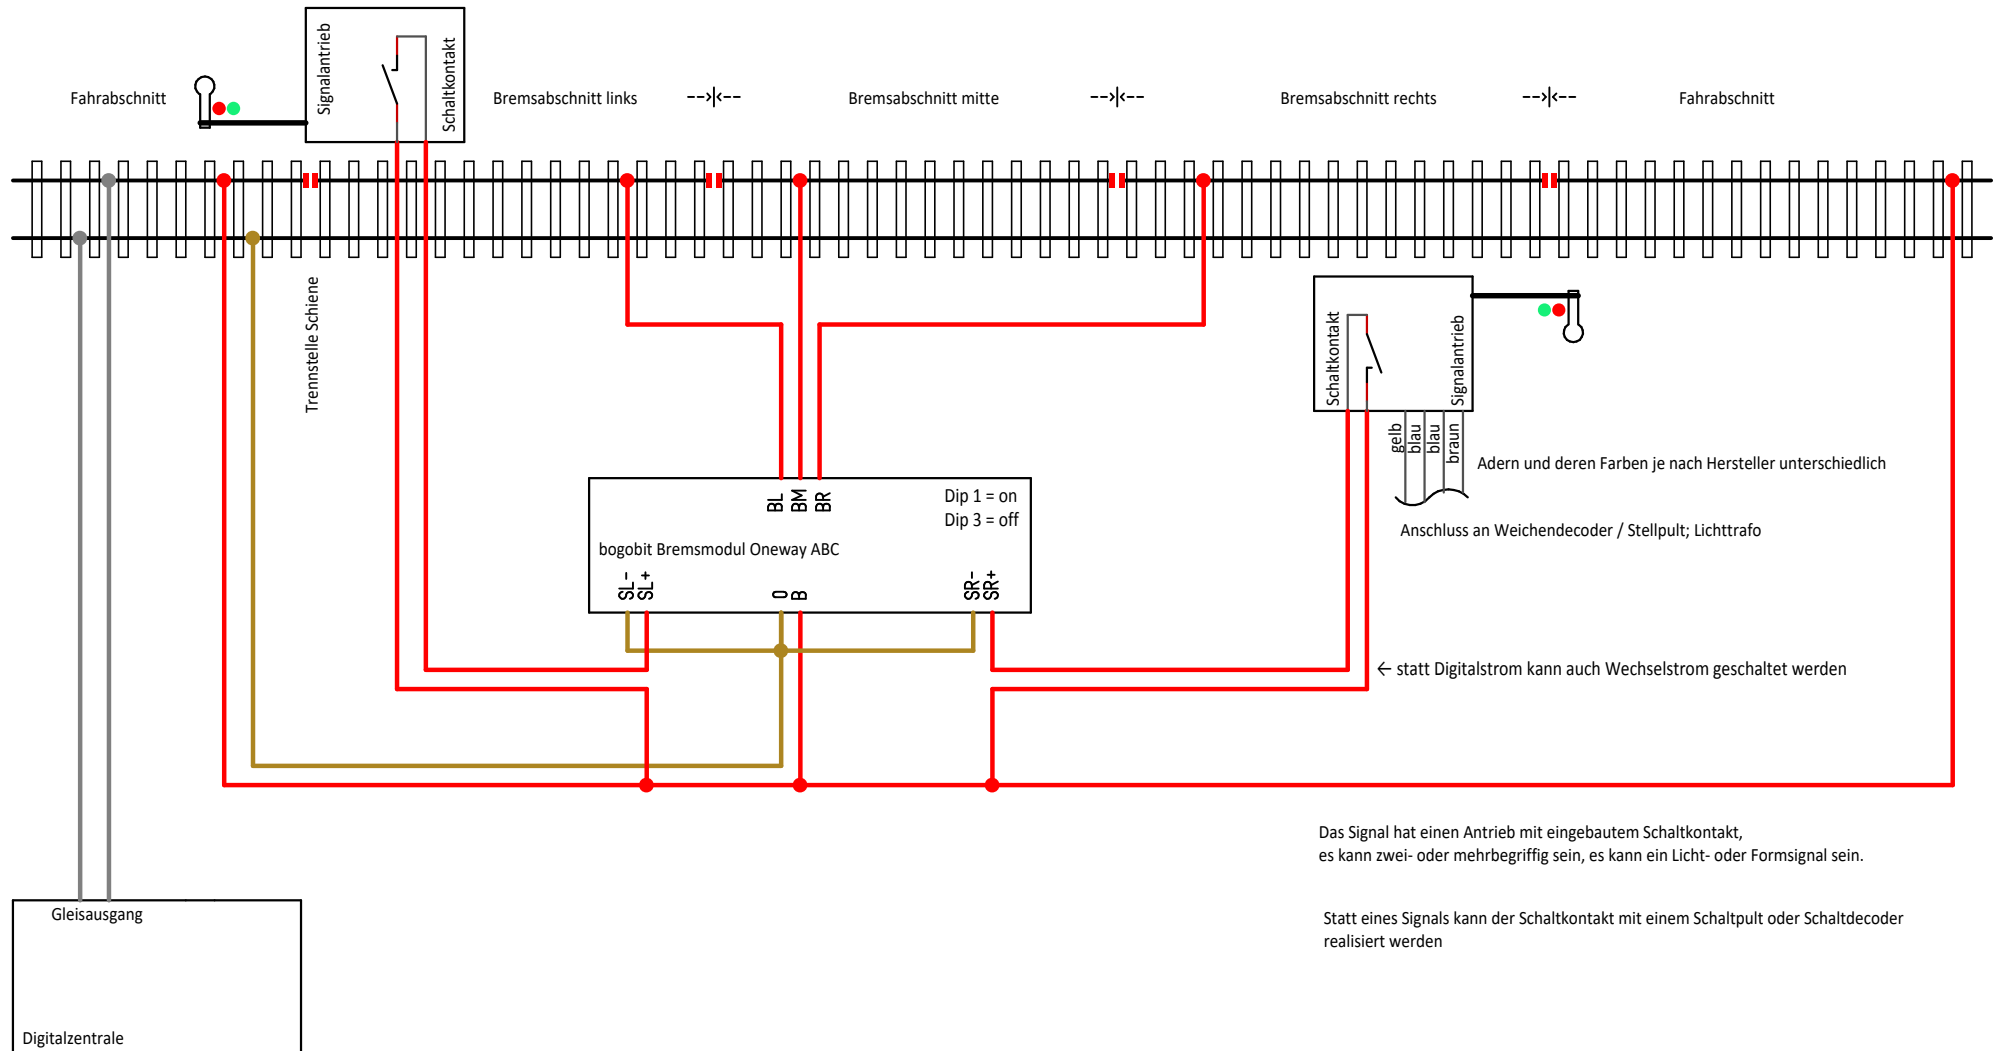 Signalantrieb
Schaltkontakt
Fahrabschnitt
Bremsabschnitt links
Bremsabschnitt mitte
Bremsabschnitt rechts
Fahrabschnitt
Trennstelle Schiene
Schaltkontakt
Signalantrieb
gelb
blau
blau
braun
Adern und deren Farben je nach Hersteller unterschiedlich
Anschluss an Weichendecoder / Stellpult; Lichttrafo
BL
BM
BR
Dip 1 = on
Dip 3 = off
bogobit Bremsmodul Oneway ABC
SL-
SL+
0
B
SR-
SR+
← statt Digitalstrom kann auch Wechselstrom geschaltet werden
Das Signal hat einen Antrieb mit eingebautem Schaltkontakt,
es kann zwei- oder mehrbegriffig sein, es kann ein Licht- oder Formsignal sein.
Statt eines Signals kann der Schaltkontakt mit einem Schaltpult oder Schaltdecoder
realisiert werden
Gleisausgang
Digitalzentrale